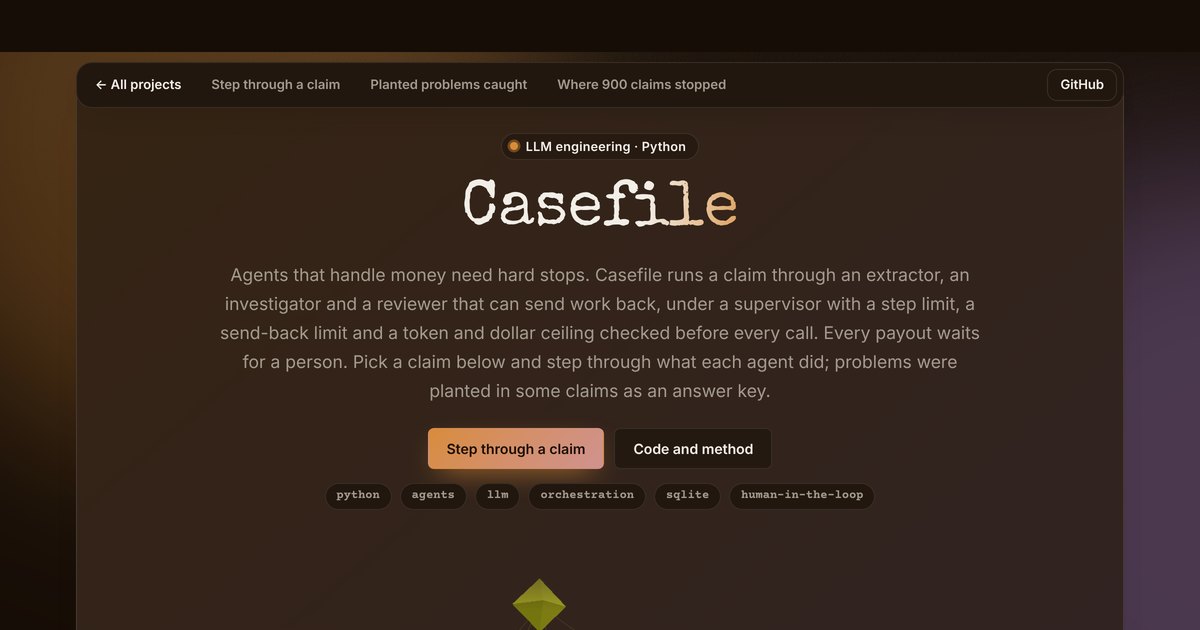 ← All projects
Step through a claim
Planted problems caught
Where 900 claims stopped
GitHub
LLM engineering · Python
Casefile
Agents that handle money need hard stops. Casefile runs a claim through an extractor, an
investigator and a reviewer that can send work back, under a supervisor with a step limit, a
send-back limit and a token and dollar ceiling checked before every call. Every payout waits
for a person. Pick a claim below and step through what each agent did; problems were
planted in some claims as an answer key.
Step through a claim
Code and method
python
agents
llm
orchestration
sqlite
human-in-the-loop